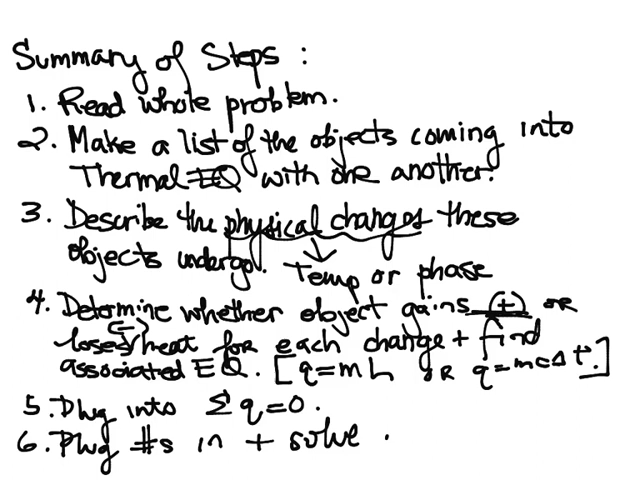 Summary of Steps :
1. Read whole problem.
2. Make a list of the objects coming into
Thermal EQ with one another.
3. Describe the physical changes these
objects undergo. Temp or phase
4. Determine whether object gains (+) or
loses (-) heat for each change + find
associated EQ. [q=mL or q=mcΔt.]
5. Plug into Σq=0.
6. Plug #s in + solve.